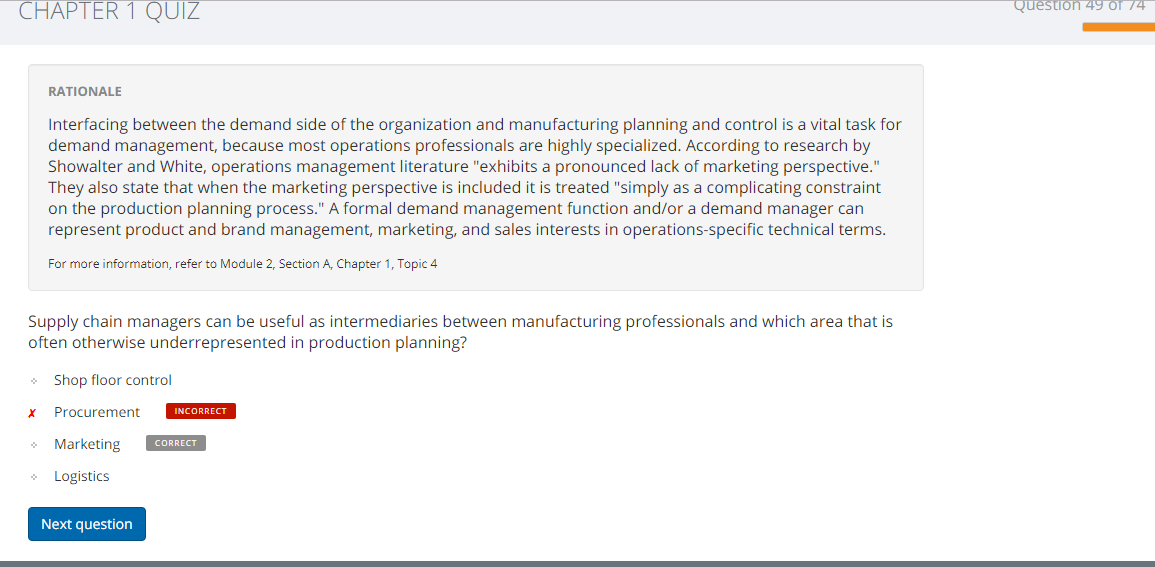 CHAPTER 1 QUIZ
Question 49 of 74
RATIONALE
Interfacing between the demand side of the organization and manufacturing planning and control is a vital task for
demand management, because most operations professionals are highly specialized. According to research by
Showalter and White, operations management literature "exhibits a pronounced lack of marketing perspective."
They also state that when the marketing perspective is included it is treated "simply as a complicating constraint
on the production planning process." A formal demand management function and/or a demand manager can
represent product and brand management, marketing, and sales interests in operations-specific technical terms.
For more information, refer to Module 2, Section A, Chapter 1, Topic 4
Supply chain managers can be useful as intermediaries between manufacturing professionals and which area that is
often otherwise underrepresented in production planning?
Shop floor control
Procurement INCORRECT
Marketing CORRECT
Logistics
Next question